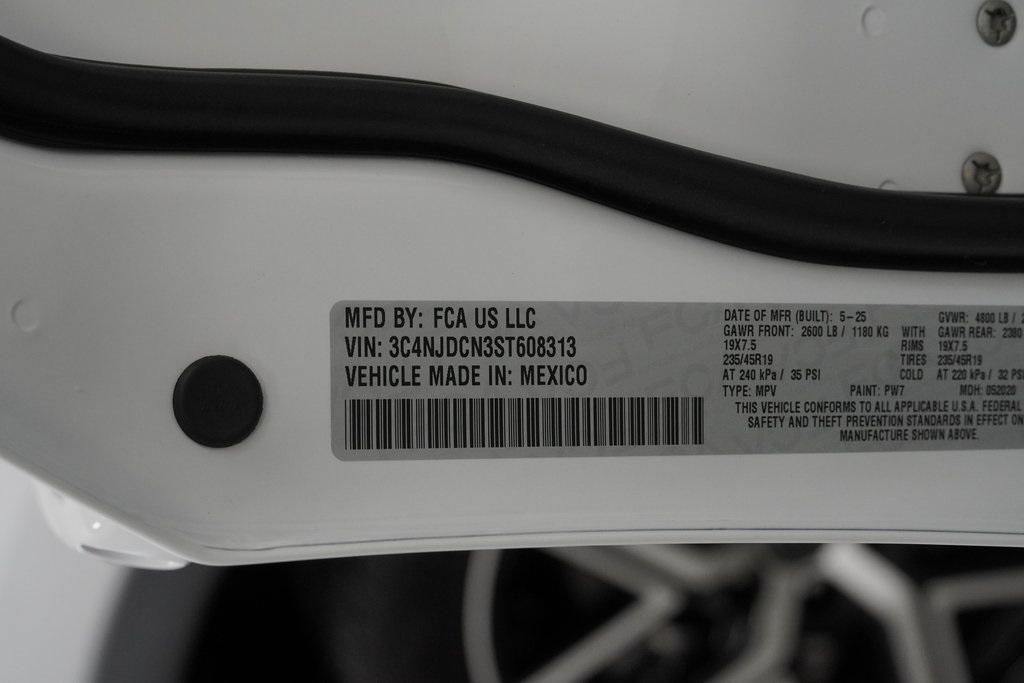 MFD BY: FCA US LLC
VIN: 3C4NJDCN3ST608313
VEHICLE MADE IN: MEXICO
DATE OF MFR (BUILT): 5-25 GVWR: 4800 LB /
GAWR FRONT: 2600 LB / 1180 KG WITH GAWR REAR: 2380
19X7.5 RIMS 19X7.5
235/45R19 TIRES 235/45R19
AT 240 kPa / 35 PSI COLD AT 220 kPa / 32 PSI
TYPE: MPV PAINT: PW7 MDH: 052020
THIS VEHICLE CONFORMS TO ALL APPLICABLE U.S.A. FEDERAL
SAFETY AND THEFT PREVENTION STANDARDS IN EFFECT ON
MANUFACTURE SHOWN ABOVE.